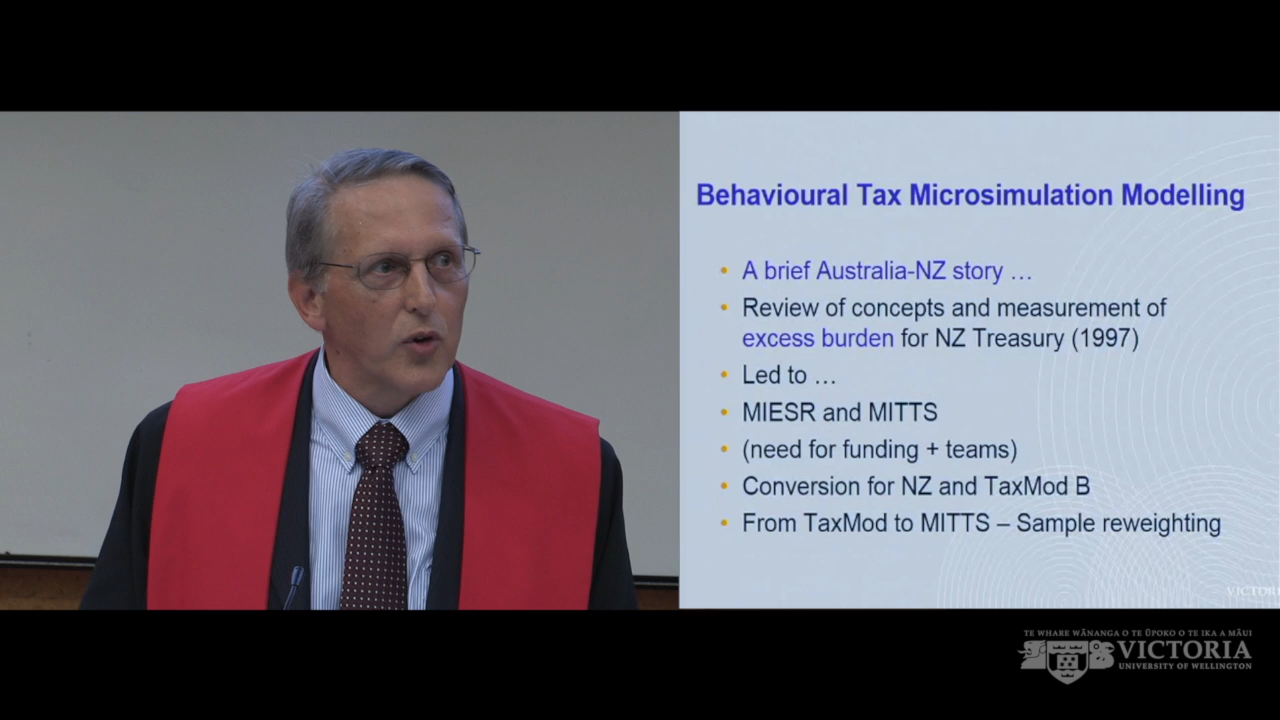 Behavioural Tax Microsimulation Modelling
• A brief Australia-NZ story …
• Review of concepts and measurement of
excess burden for NZ Treasury (1997)
• Led to …
• MIESR and MITTS
• (need for funding + teams)
• Conversion for NZ and TaxMod B
• From TaxMod to MITTS – Sample reweighting
TE WHARE WĀNANGA O TE ŪPOKO O TE IKA A MĀUI
VICTORIA
UNIVERSITY OF WELLINGTON